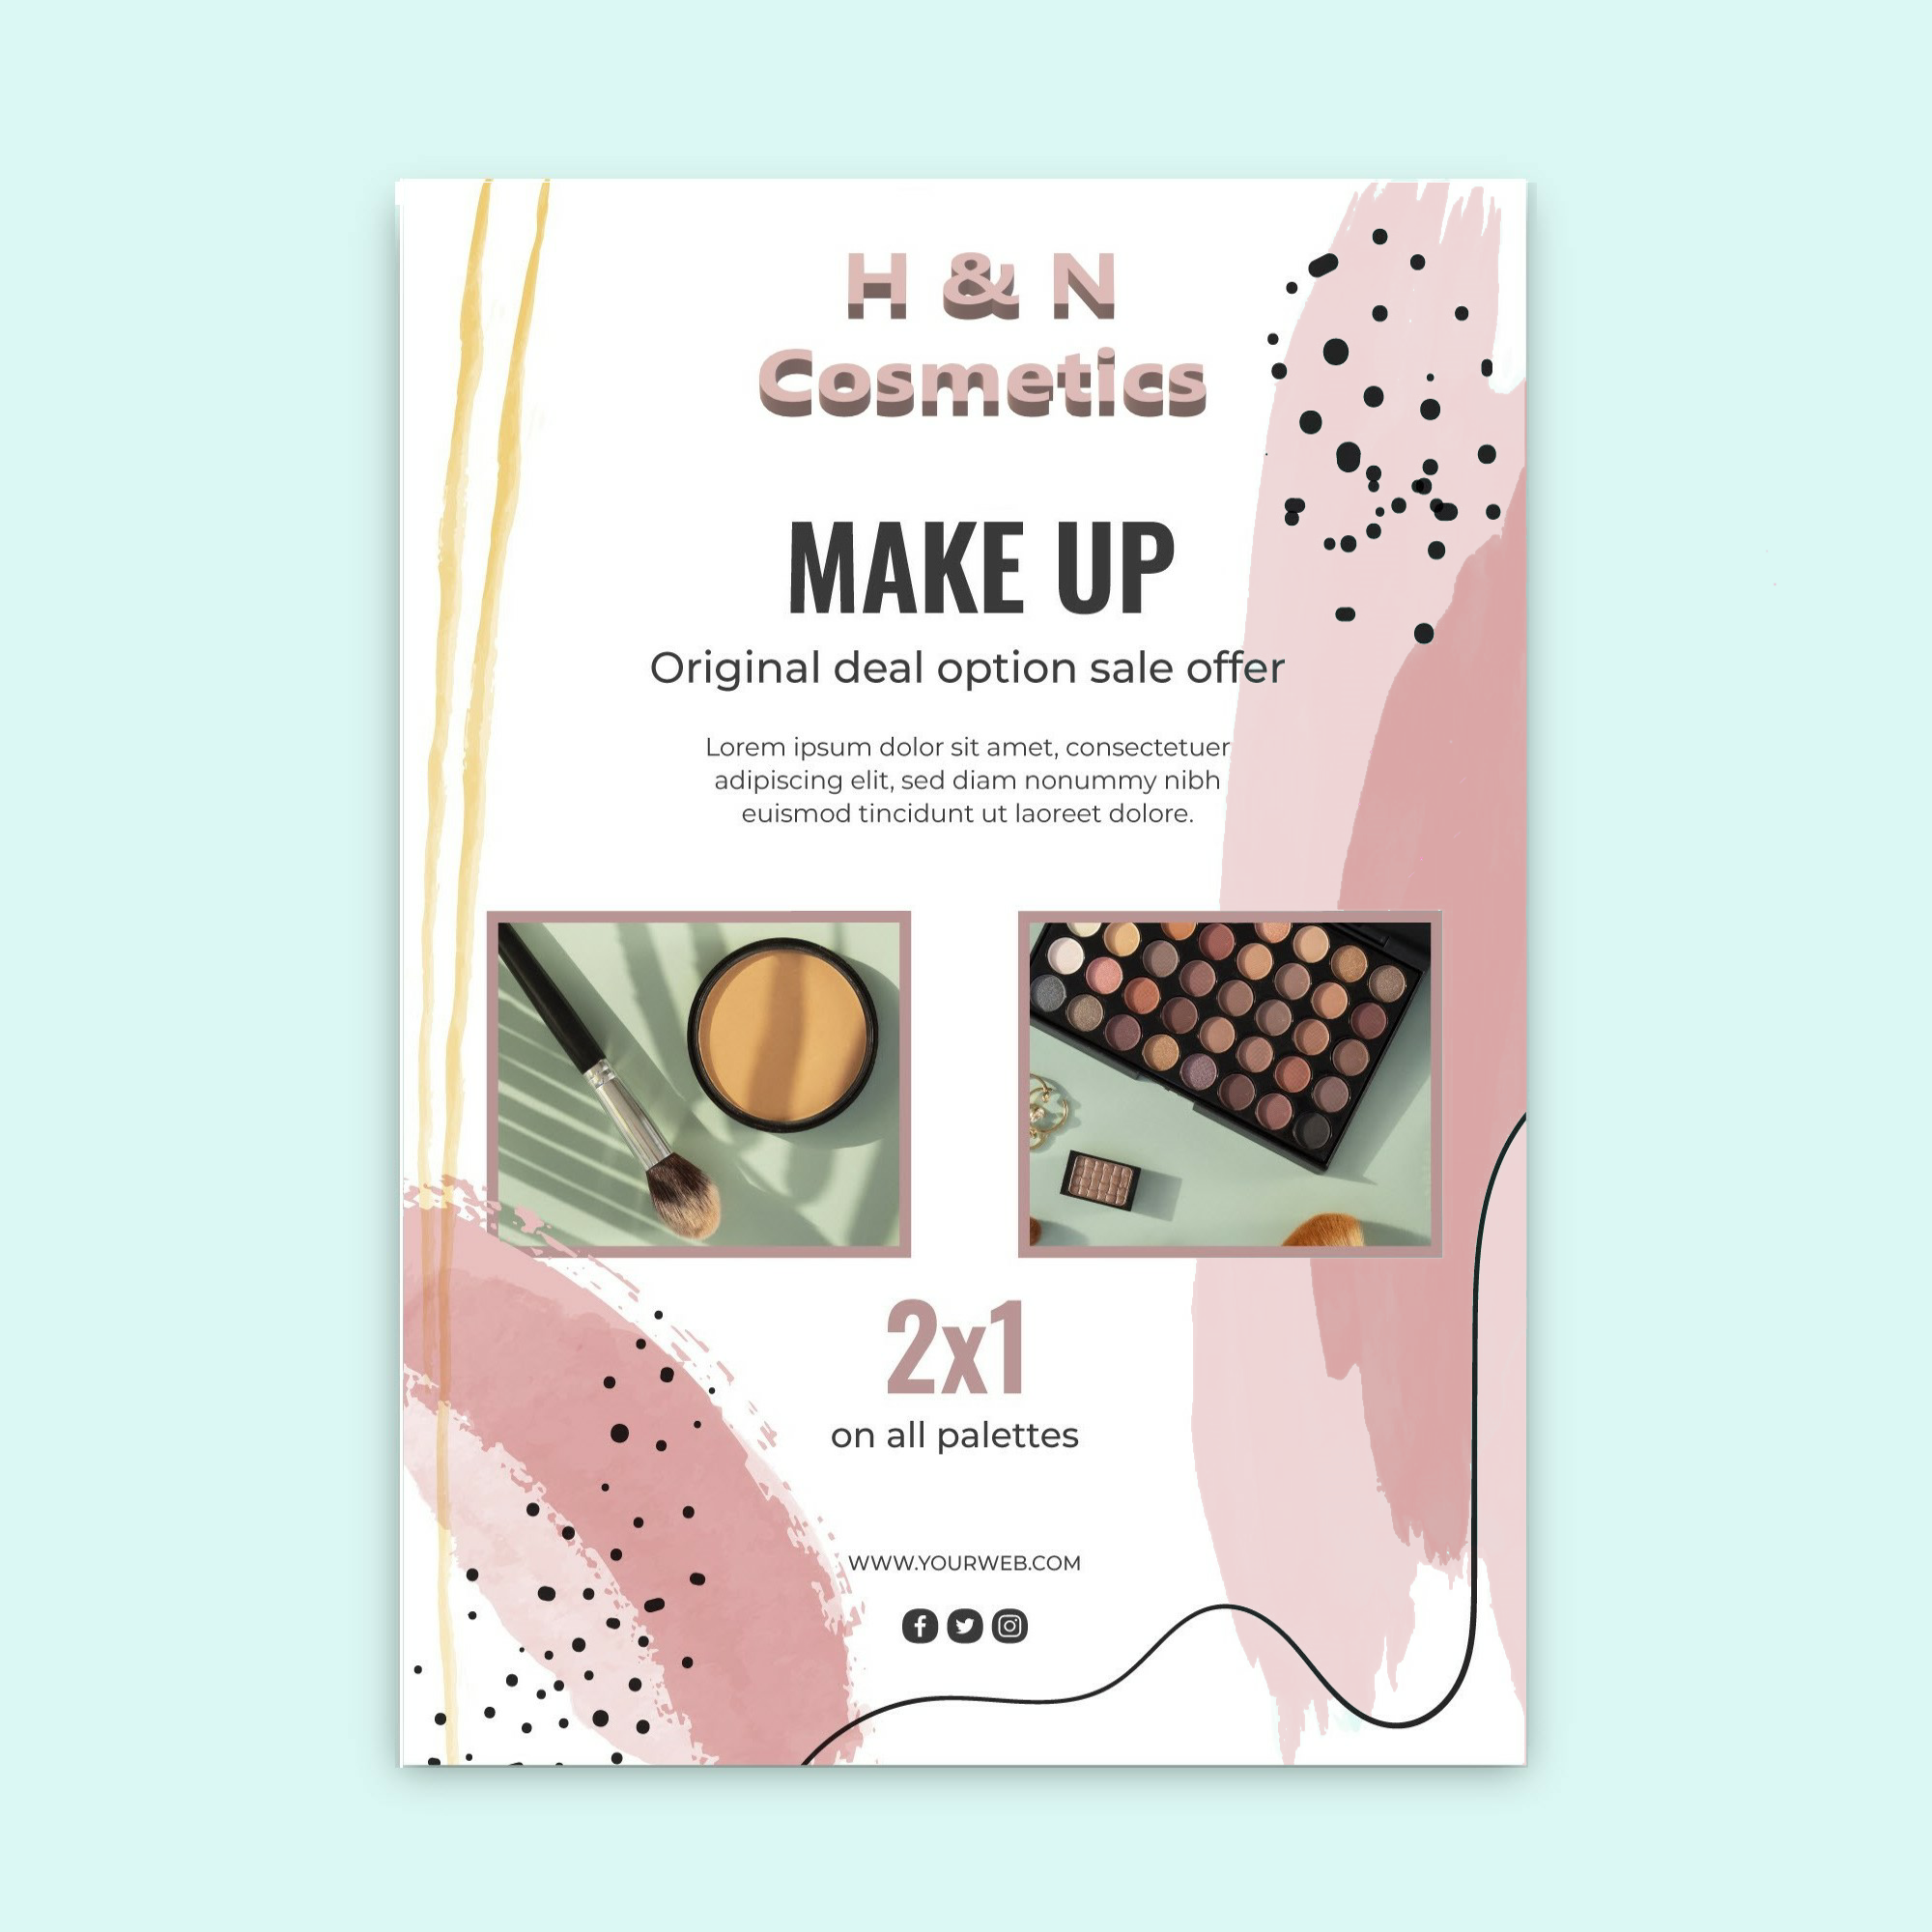 H & N
Cosmetics
MAKE UP
Original deal option sale offer
Lorem ipsum dolor sit amet, consectetuer
adipiscing elit, sed diam nonummy nibh
euismod tincidunt ut laoreet dolore.
2x1
on all palettes
WWW.YOURWEB.COM